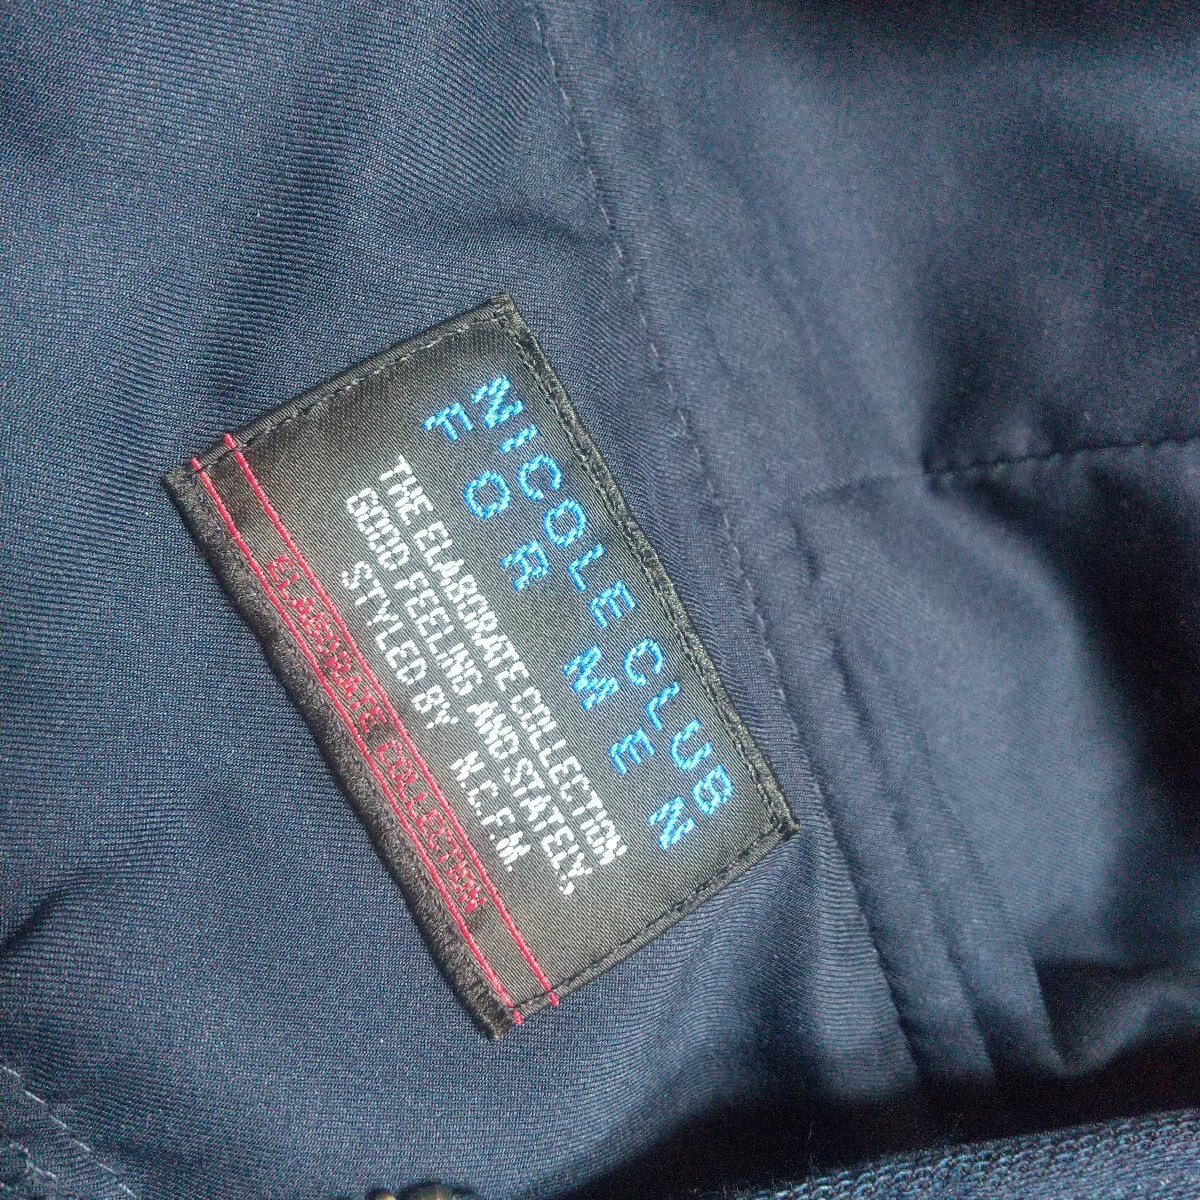 NICOLE CLUB
FOR MEN
THE ELABORATE COLLECTION
GOOD FEELING AND STATELY.
STYLED BY N.C.F.M.
ELABORATE COLLECTION